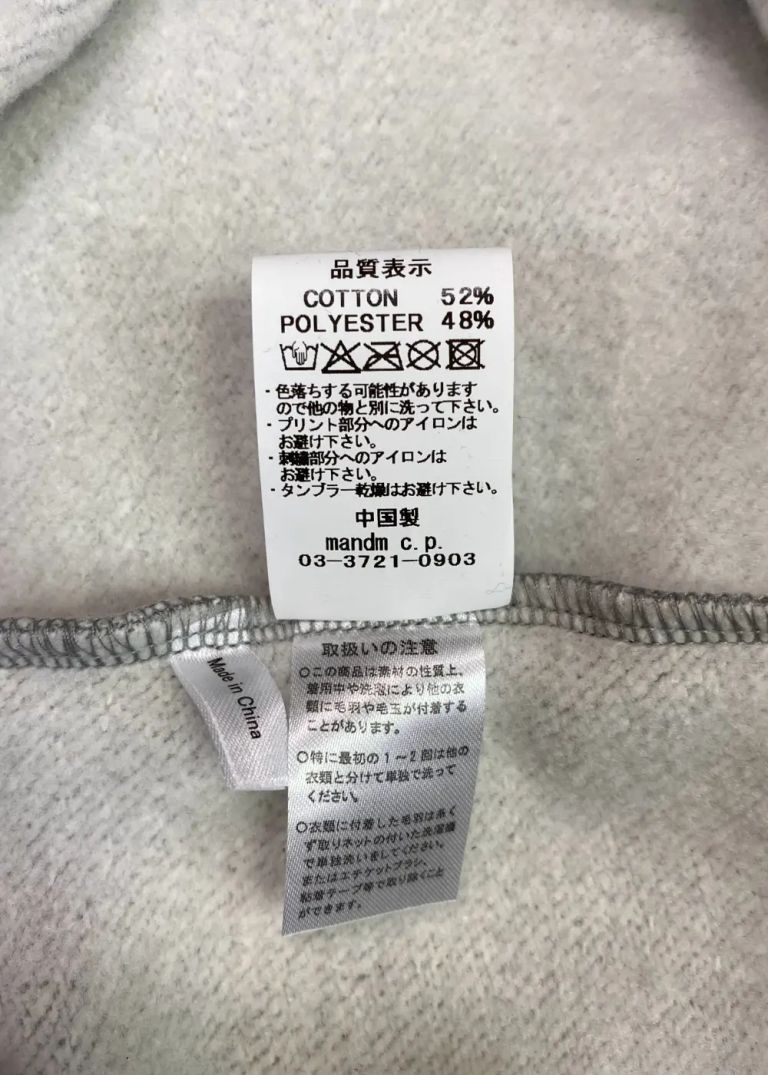 品質表示
COTTON 52%
POLYESTER 48%
・色落ちする可能性があります
ので他の物と別に洗って下さい。
・プリント部分へのアイロンは
お避け下さい。
・刺繍部分へのアイロンは
お避け下さい。
・タンブラー乾燥はお避け下さい。
中国製
mandm c.p.
03-3721-0903
Made in China
取扱いの注意
○この商品は素材の性質上、
着用中や洗濯により他の衣
類に毛羽や毛玉が付着する
ことがあります。
○特に最初の1〜2回は他の
衣類と分けて単独で洗って
ください。
○衣類に付着した毛羽は糸く
ず取りネットの付いた洗濯機
で単独洗いをしてください。
またはエチケットブラシ、
粘着テープ等で取り除くこと
ができます。